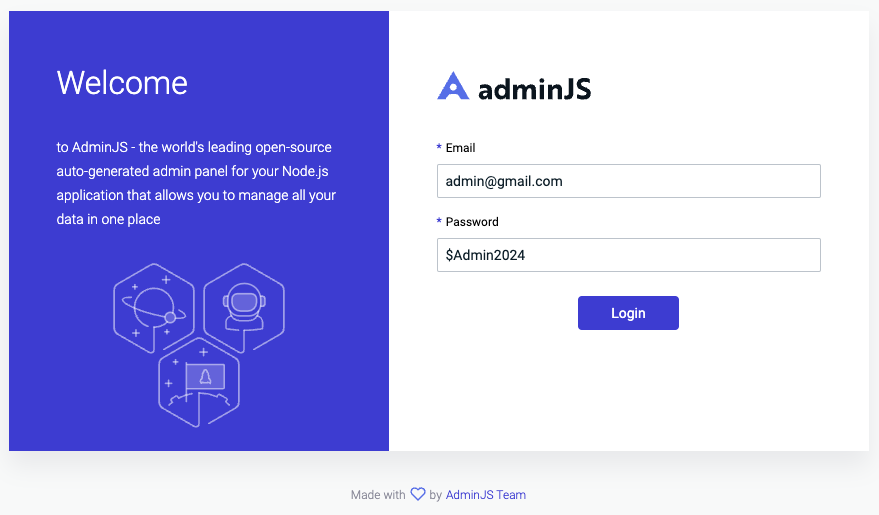 Welcome
to AdminJS - the world's leading open-source
auto-generated admin panel for your Node.js
application that allows you to manage all your
data in one place
adminJS
* Email
admin@gmail.com
* Password
$Admin2024
Login
Made with by AdminJS Team